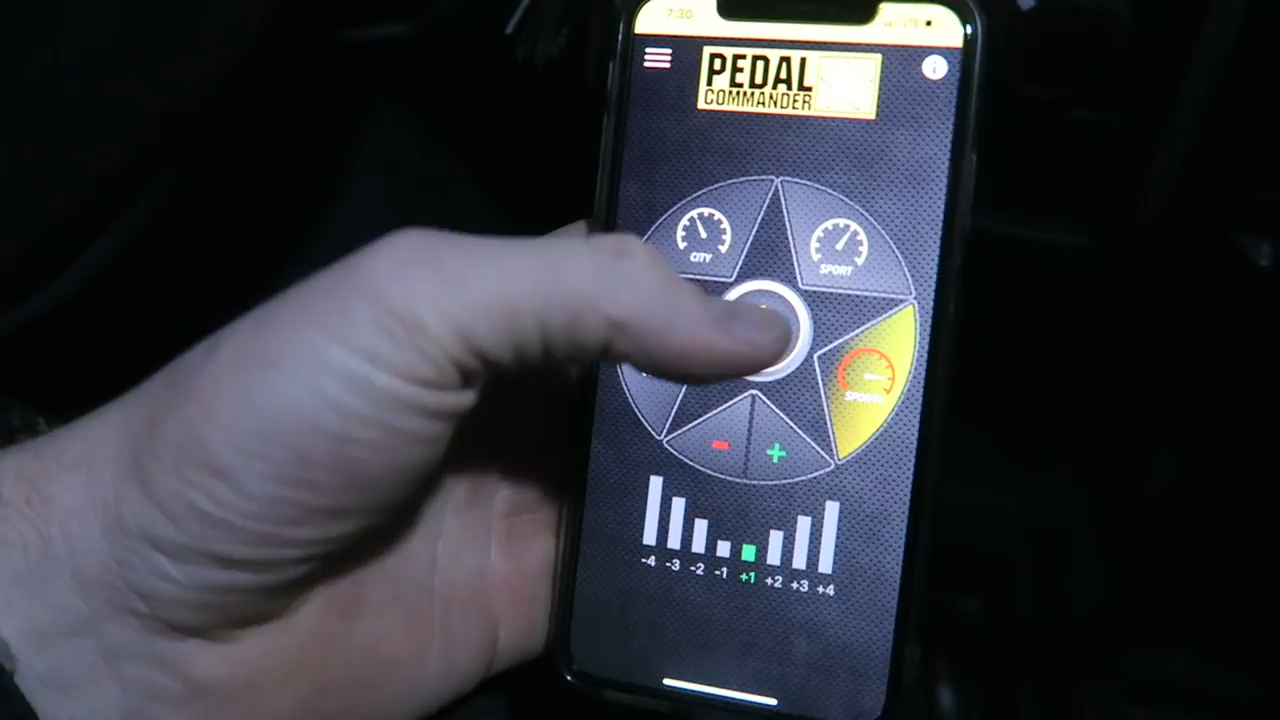 7:30
PEDAL
COMMANDER
CITY
SPORT
SPORT+
-4 -3 -2 -1 +1 +2 +3 +4